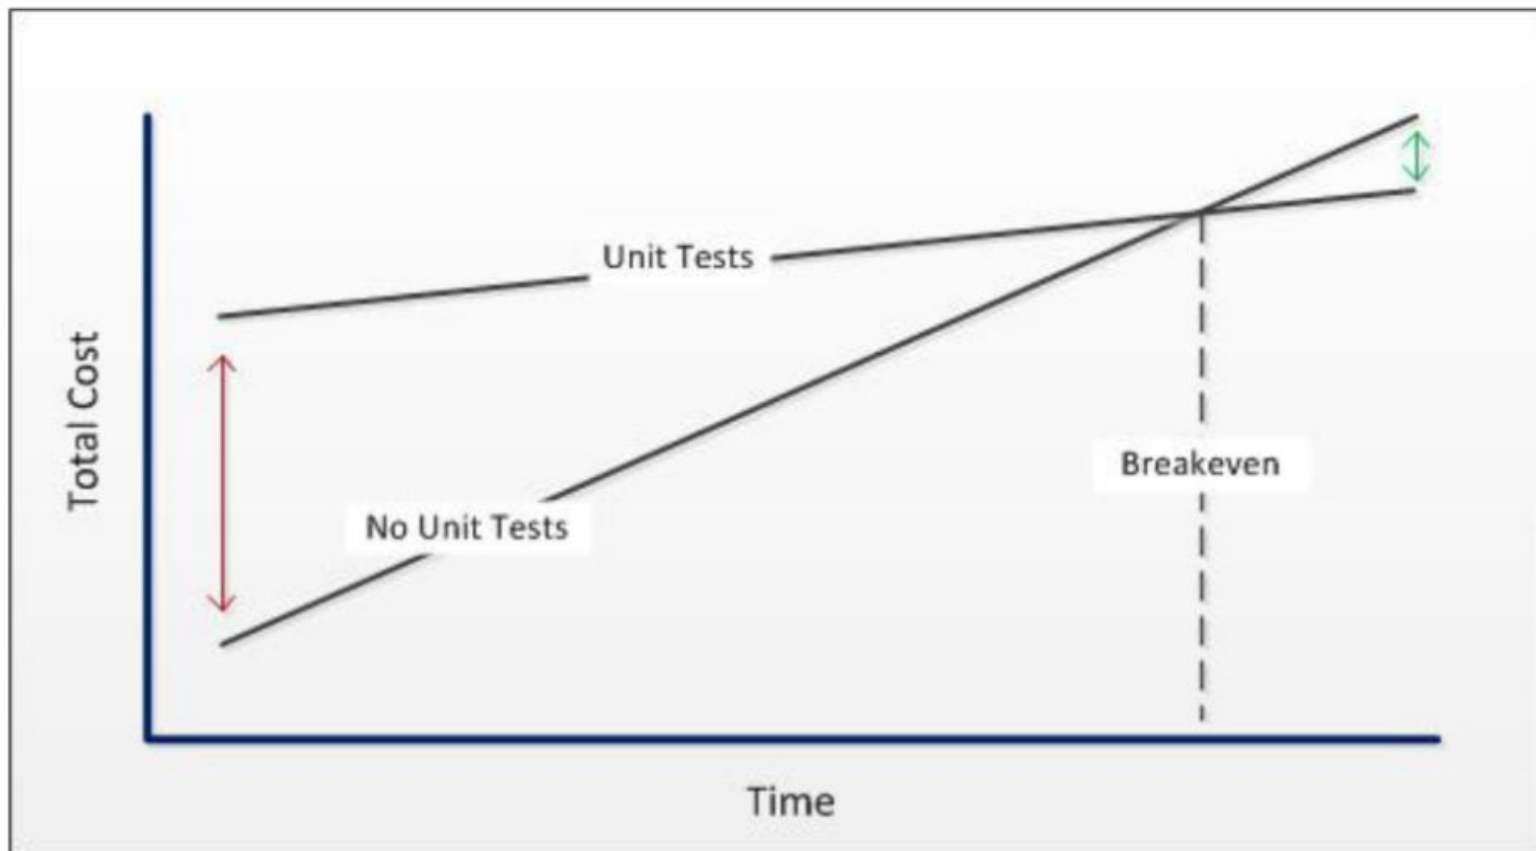 Unit Tests
Total Cost
Breakeven
No Unit Tests
Time